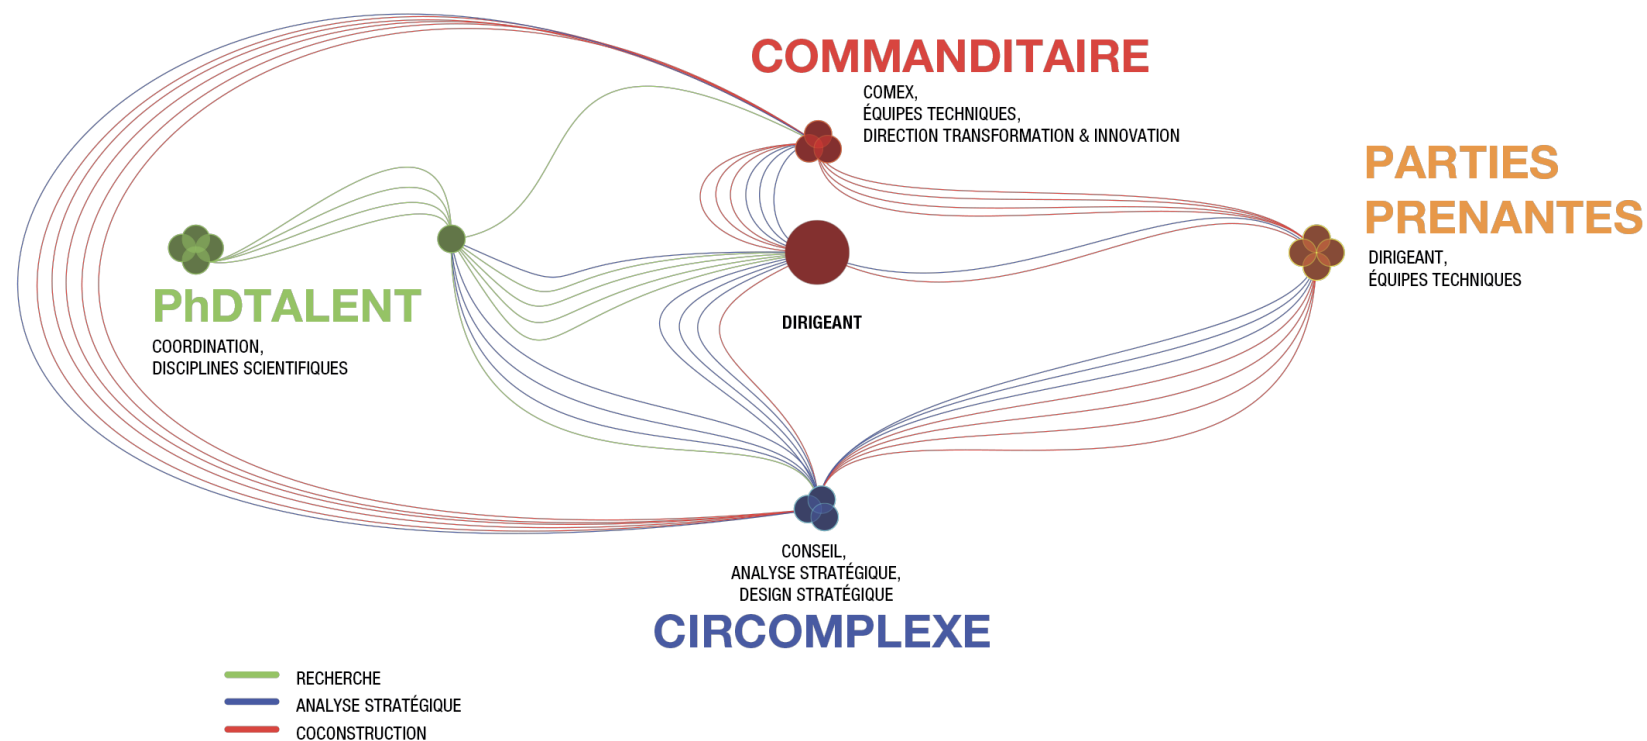 COMMANDITAIRE
COMEX,
ÉQUIPES TECHNIQUES,
DIRECTION TRANSFORMATION & INNOVATION
PARTIES
PRENANTES
DIRIGEANT,
ÉQUIPES TECHNIQUES
PhDTALENT
COORDINATION,
DISCIPLINES SCIENTIFIQUES
DIRIGEANT
CONSEIL,
ANALYSE STRATÉGIQUE,
DESIGN STRATÉGIQUE
CIRCOMPLEXE
RECHERCHE
ANALYSE STRATÉGIQUE
COCONSTRUCTION